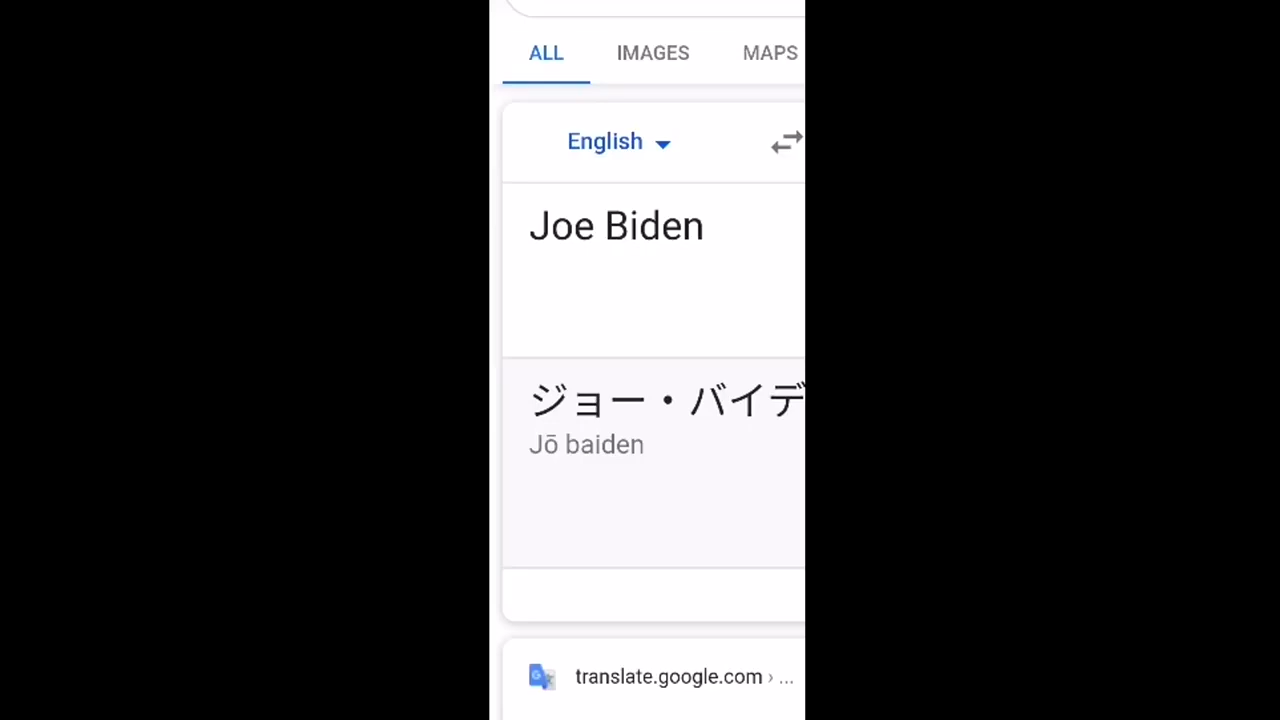 ALL IMAGES MAPS
English
Joe Biden
ジョー・バイデ
Jō baiden
translate.google.com › ...